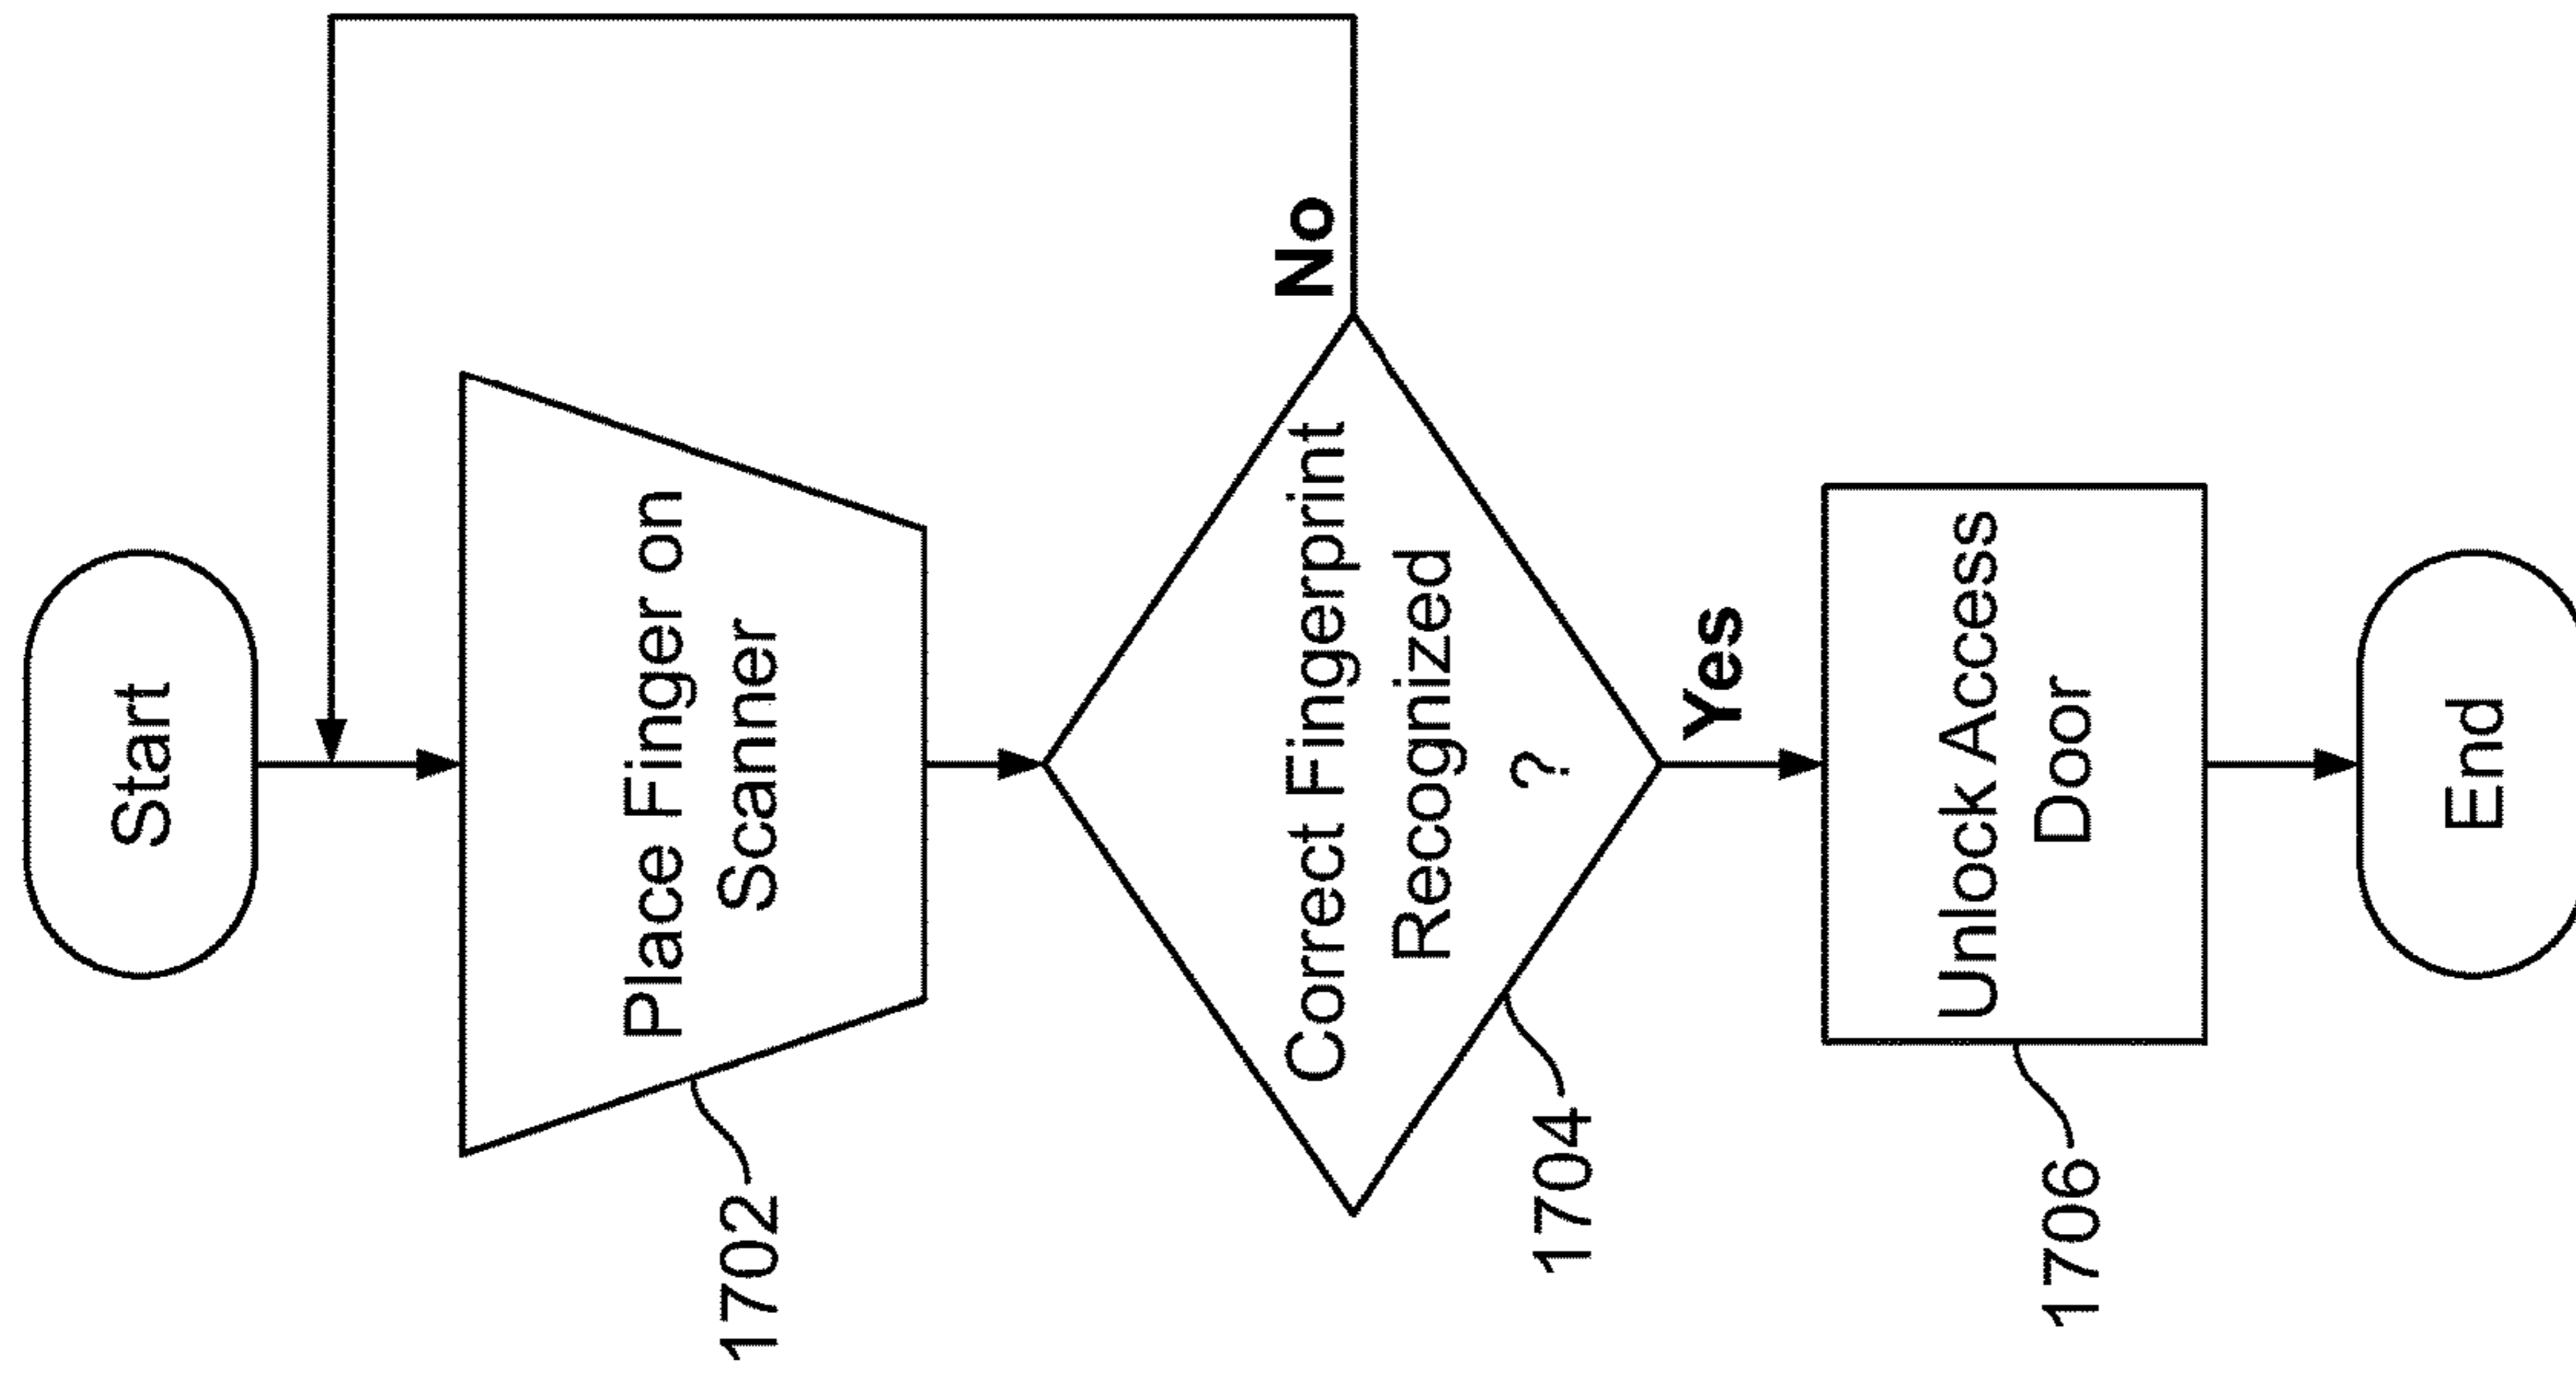 Start
Place Finger on
Scanner
1702
Correct Fingerprint
Recognized
?
1704
No
Yes
Unlock Access
Door
1706
End